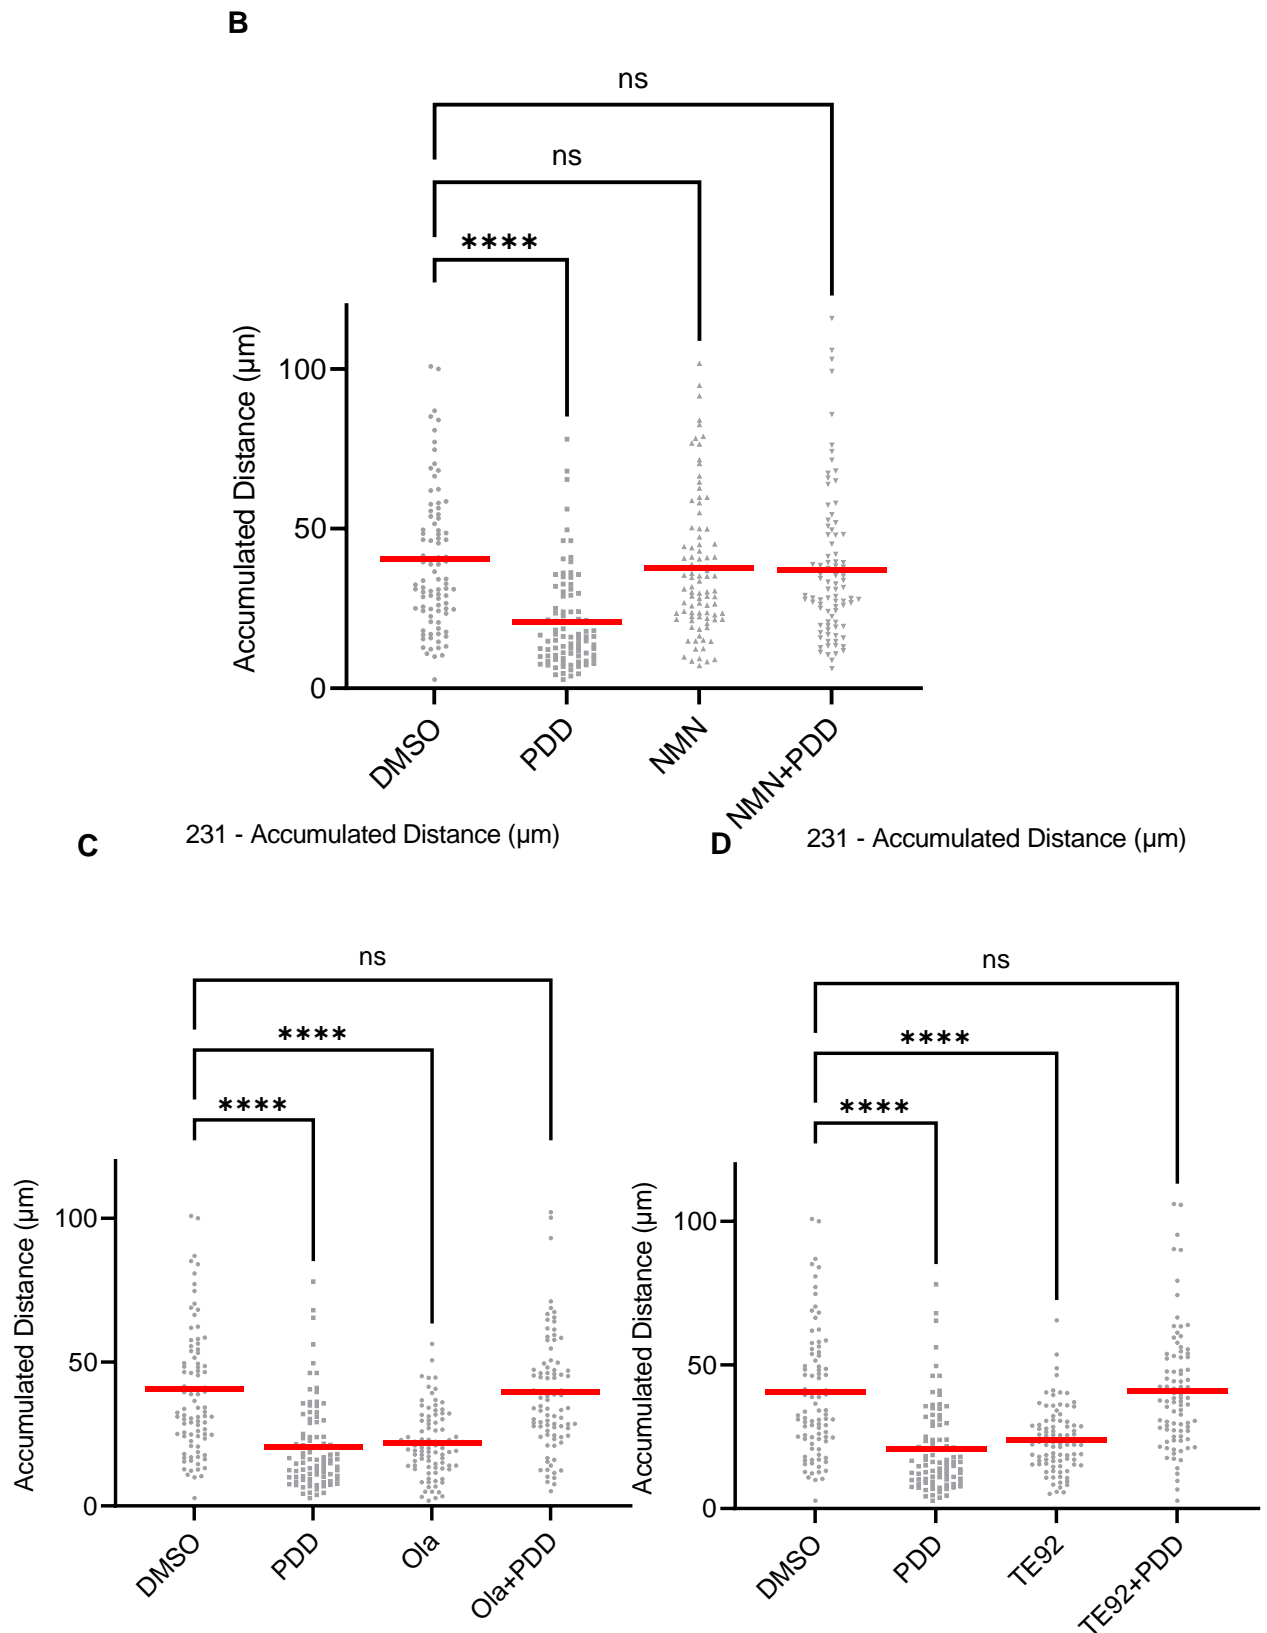 B
ns
ns
****
Accumulated Distance (µm)
100
50
0
DMSO
PDD
NMN
NMN+PDD
C
231 - Accumulated Distance (µm)
ns
****
****
Accumulated Distance (µm)
100
50
0
DMSO
PDD
Ola
Ola+PDD
D
231 - Accumulated Distance (µm)
ns
****
****
Accumulated Distance (µm)
100
50
0
DMSO
PDD
TE92
TE92+PDD